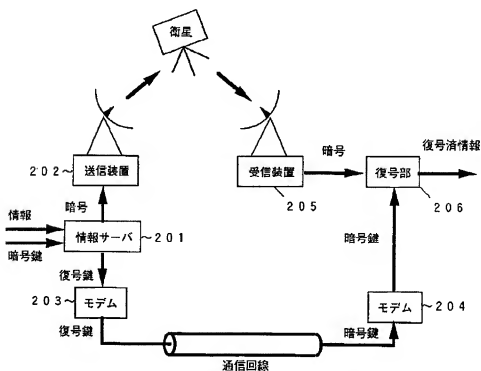 衛星
送信装置
202
暗号
情報
暗号鍵
情報サーバ
201
復号鍵
203
モデム
復号鍵
通信回線
受信装置
205
暗号
復号部
206
復号済情報
暗号鍵
モデム
204
暗号鍵